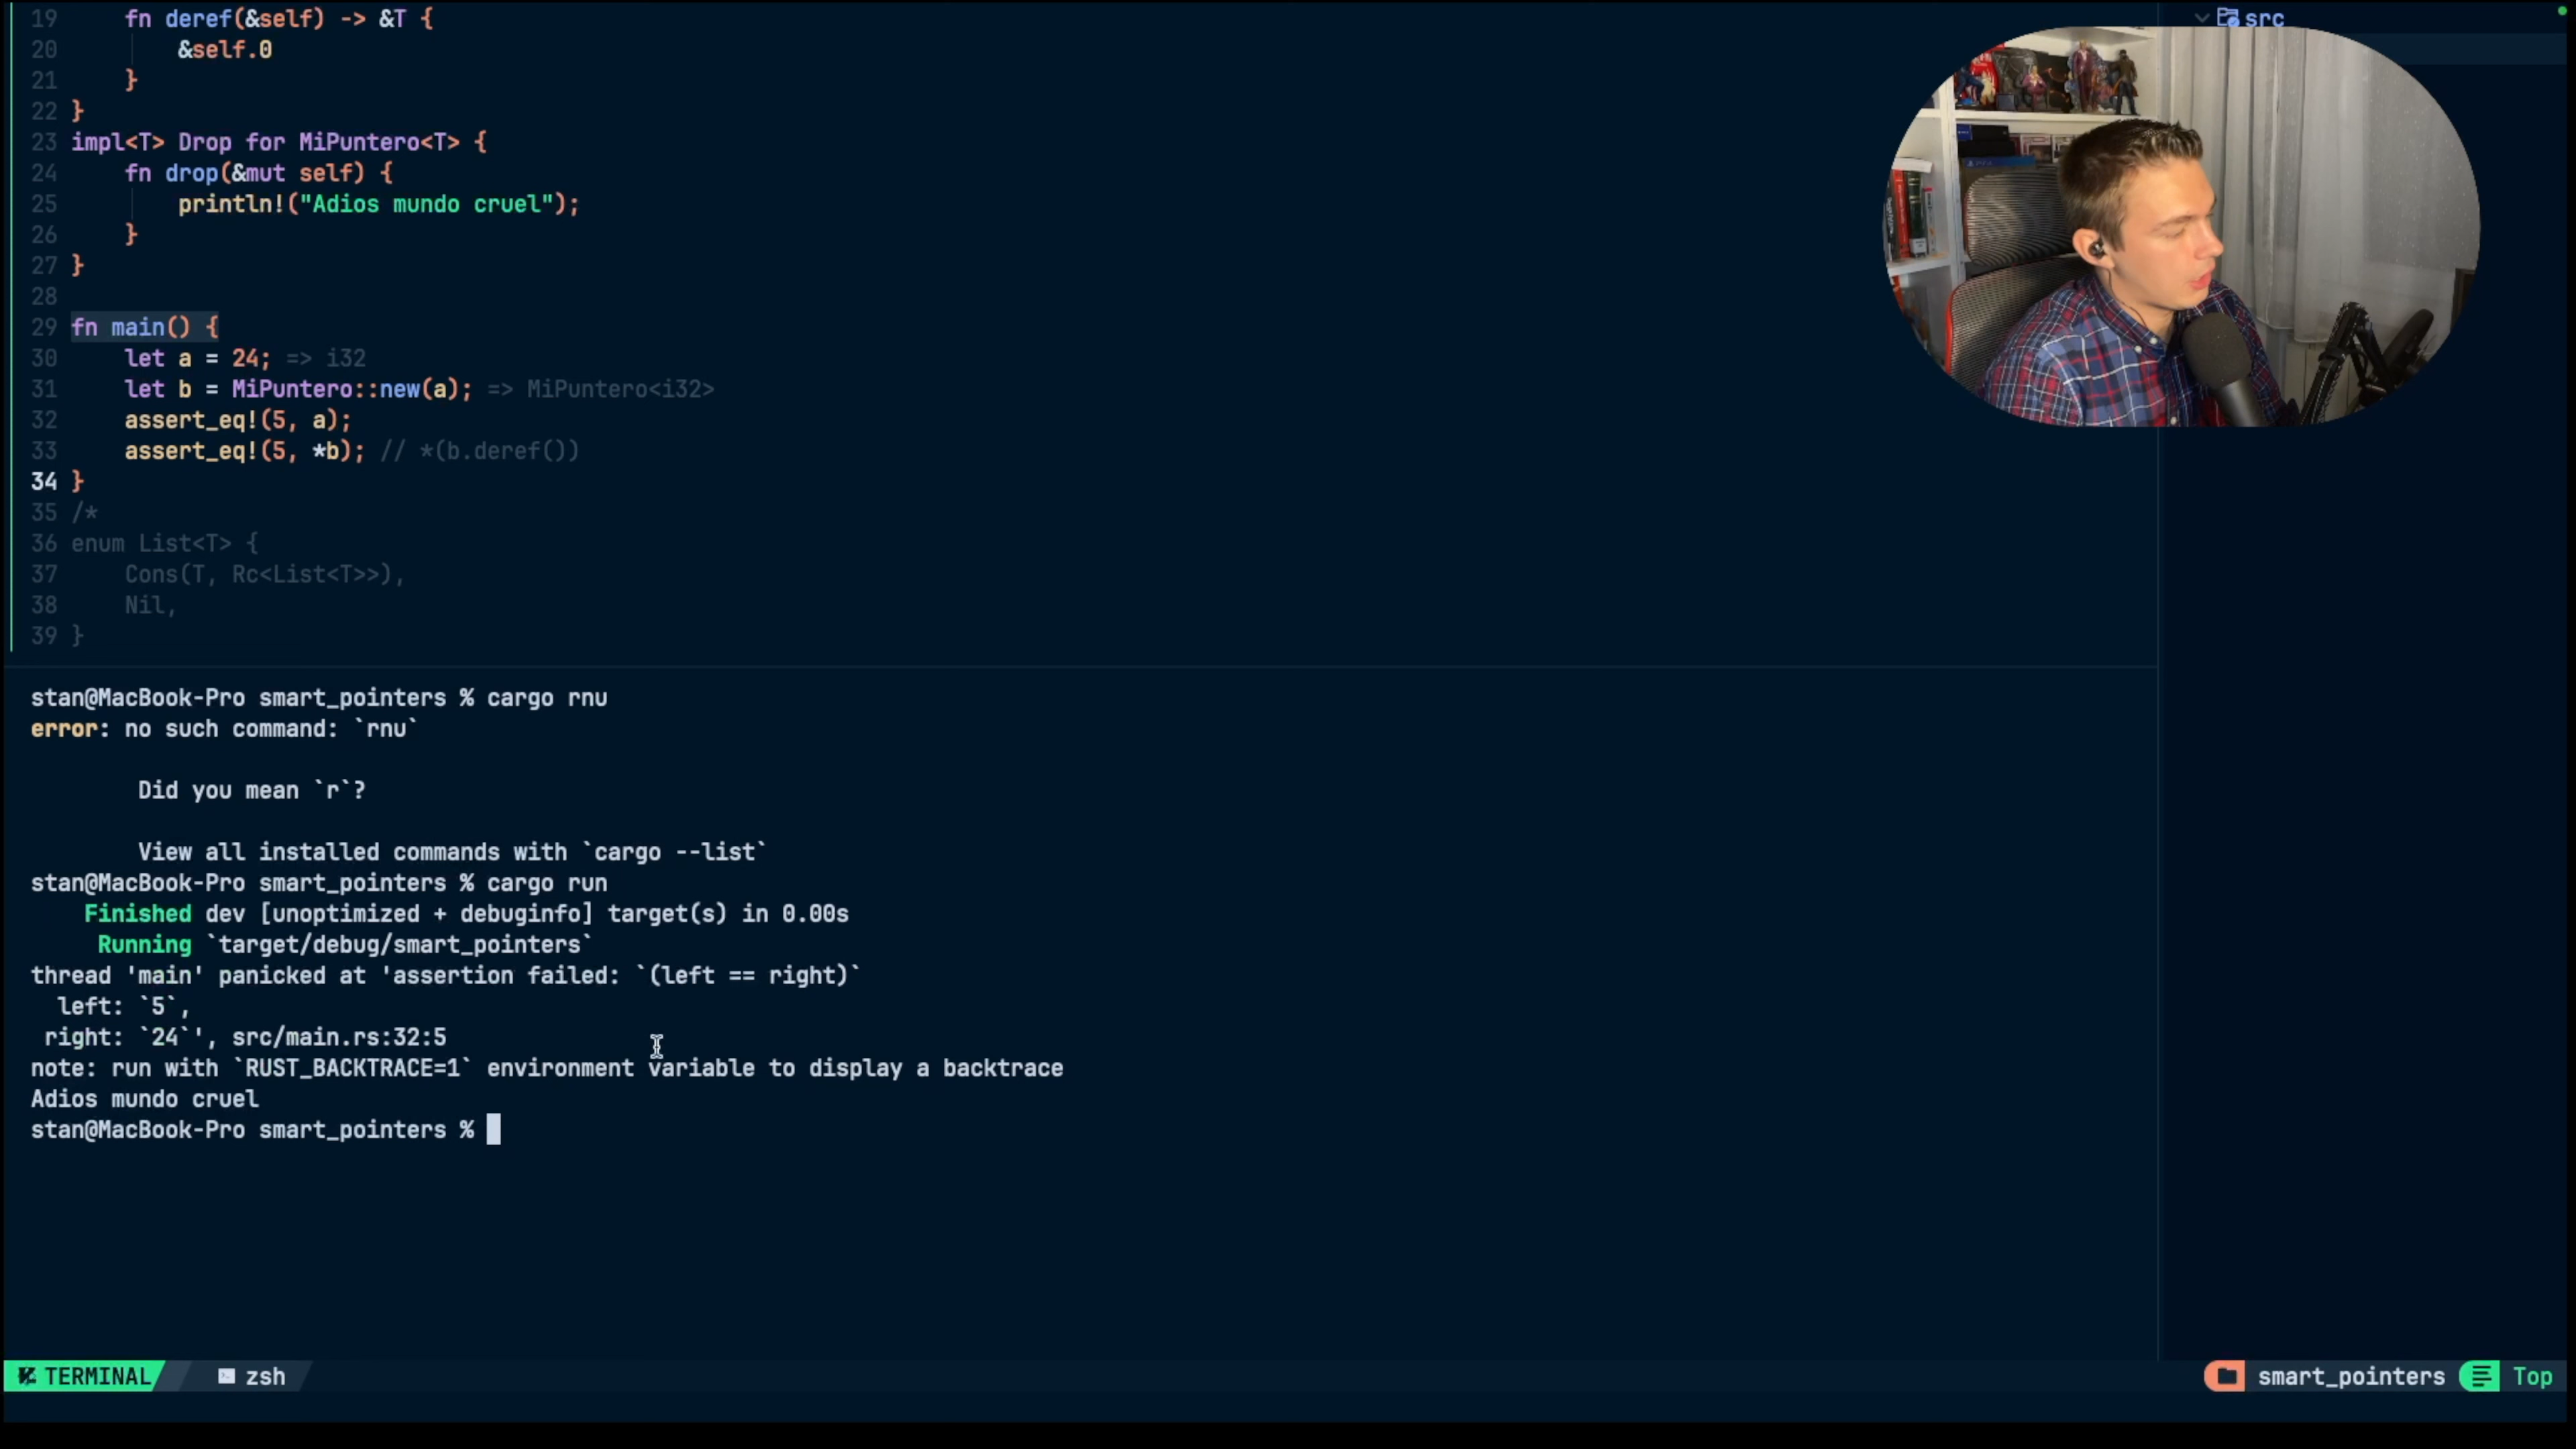 19 fn deref(&self) -> &T {
20 &self.0
21 }
22 }
23 impl<T> Drop for MiPuntero<T> {
24 fn drop(&mut self) {
25 println!("Adios mundo cruel");
26 }
27 }
28
29 fn main() {
30 let a = 24; => i32
31 let b = MiPuntero::new(a); => MiPuntero<i32>
32 assert_eq!(5, a);
33 assert_eq!(5, *b); // *(b.deref())
34 }
35 /*
36 enum List<T> {
37 Cons(T, Rc<List<T>>),
38 Nil,
39 }
src
stan@MacBook-Pro smart_pointers % cargo rnu
error: no such command: `rnu`
Did you mean `r`?
View all installed commands with `cargo --list`
stan@MacBook-Pro smart_pointers % cargo run
Finished dev [unoptimized + debuginfo] target(s) in 0.00s
Running `target/debug/smart_pointers`
thread 'main' panicked at 'assertion failed: `(left == right)`
left: `5`,
right: `24`', src/main.rs:32:5
note: run with `RUST_BACKTRACE=1` environment variable to display a backtrace
Adios mundo cruel
stan@MacBook-Pro smart_pointers %
TERMINAL zsh smart_pointers Top